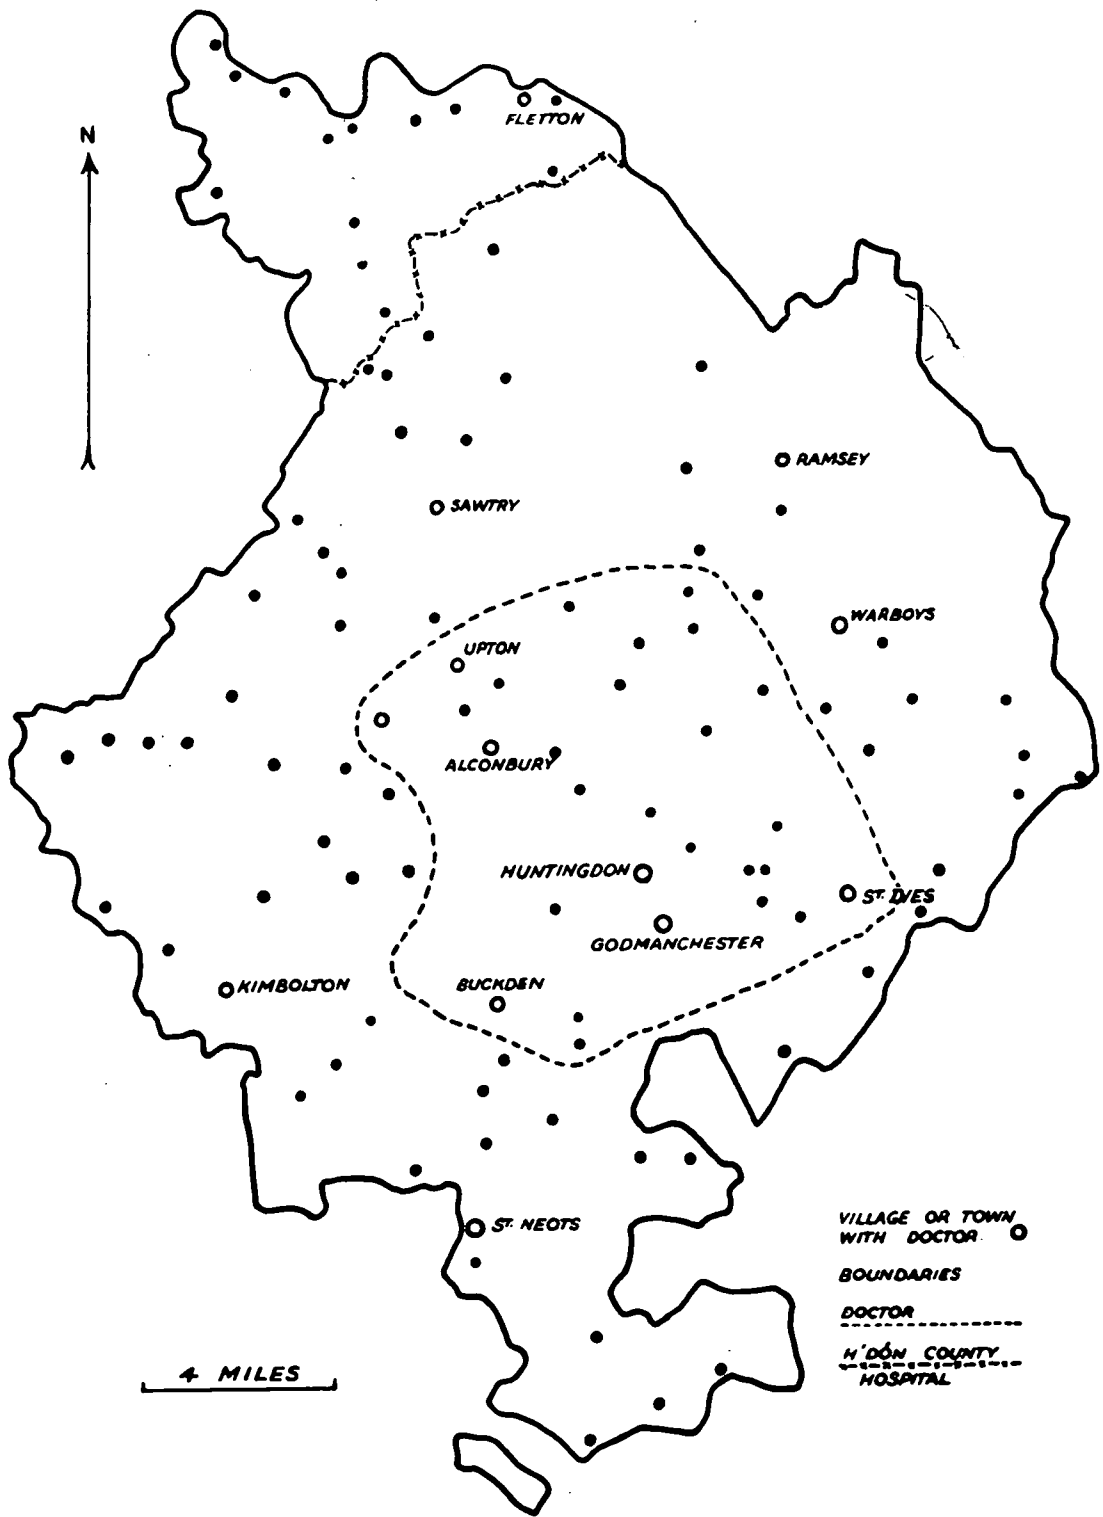 N
FLETTON
RAMSEY
SAWTRY
WARBOYS
UPTON
ALCONBURY
HUNTINGDON
ST. IVES
GODMANCHESTER
KIMBOLTON
BUCKDEN
ST. NEOTS
VILLAGE OR TOWN
WITH DOCTOR
BOUNDARIES
DOCTOR
H'DON COUNTY
HOSPITAL
4 MILES